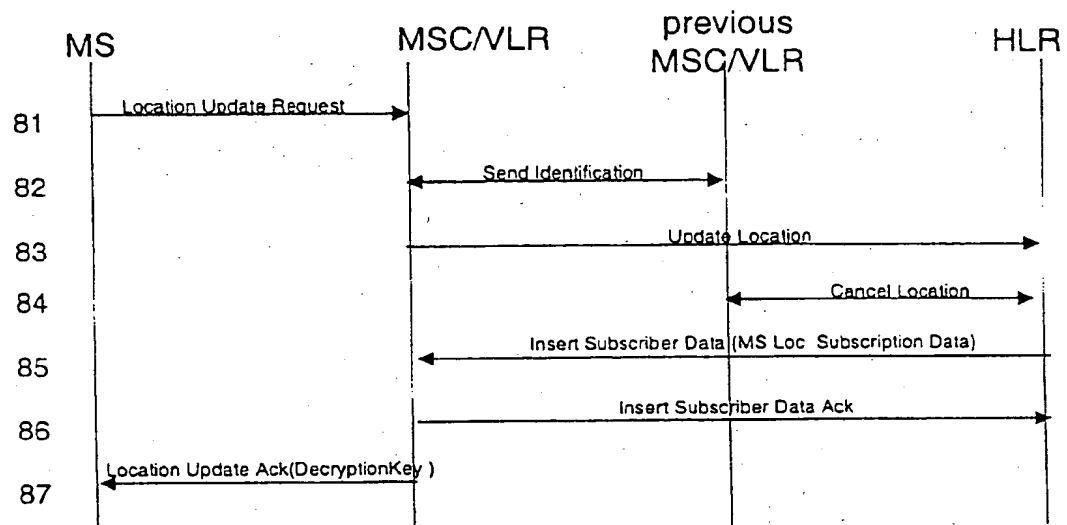 MS
MSC/VLR
previous
MSC/VLR
HLR
81
Location Update Request
82
Send Identification
83
Update Location
84
Cancel Location
85
Insert Subscriber Data (MS Loc Subscription Data)
86
Insert Subscriber Data Ack
87
Location Update Ack(DecryptionKey )